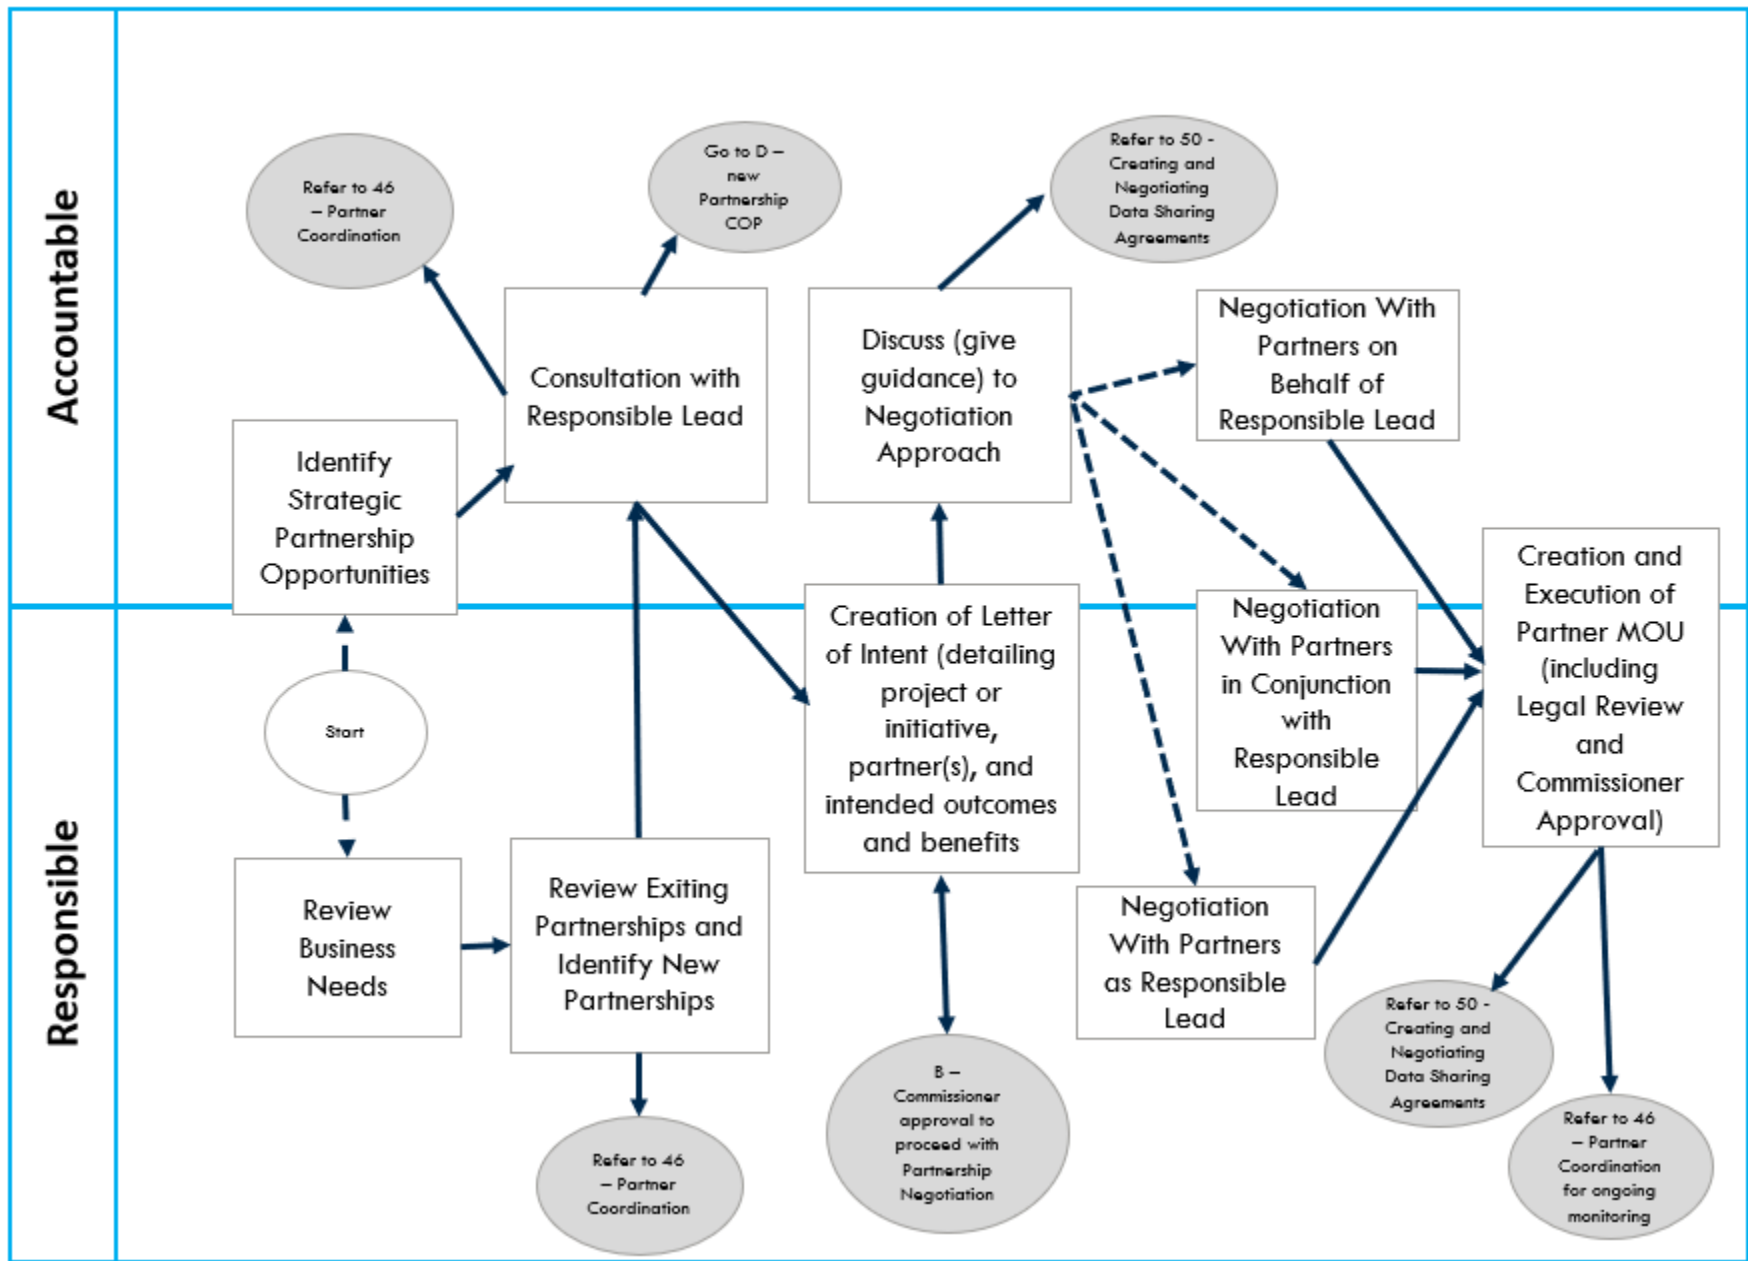 Accountable
Refer to 46
– Partner
Coordination
Go to D –
new
Partnership
COP
Refer to 50 -
Creating and
Negotiating
Data Sharing
Agreements
Identify
Strategic
Partnership
Opportunities
Consultation with
Responsible Lead
Discuss (give
guidance) to
Negotiation
Approach
Negotiation With
Partners on
Behalf of
Responsible Lead
Creation and
Execution of
Partner MOU
(including
Legal Review
and
Commissioner
Approval)
Responsible
Start
Review
Business
Needs
Review Exiting
Partnerships and
Identify New
Partnerships
Refer to 46
– Partner
Coordination
Creation of Letter
of Intent (detailing
project or
initiative,
partner(s), and
intended outcomes
and benefits
B –
Commissioner
approval to
proceed with
Partnership
Negotiation
Negotiation
With Partners
in Conjunction
with
Responsible
Lead
Negotiation
With Partners
as Responsible
Lead
Refer to 50 -
Creating and
Negotiating
Data Sharing
Agreements
Refer to 46
– Partner
Coordination
for ongoing
monitoring